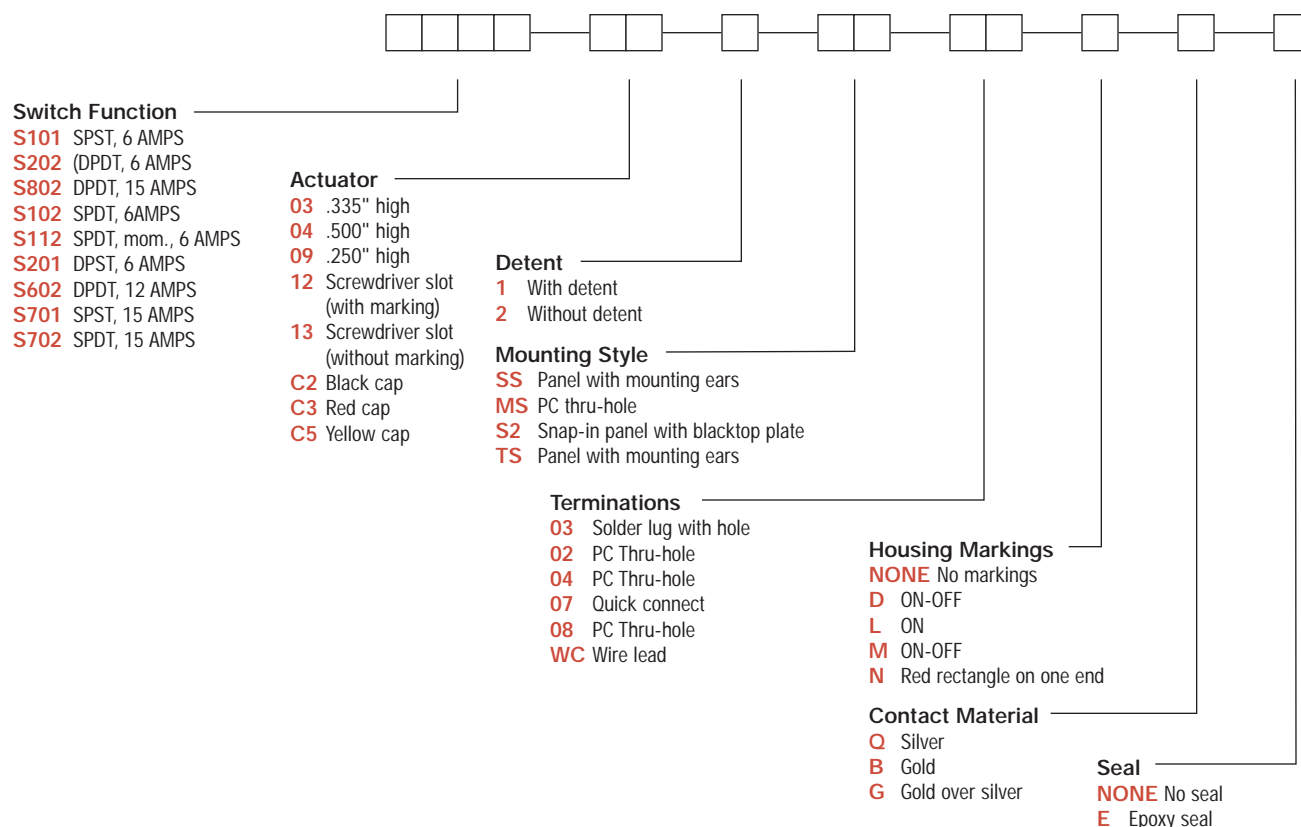 Switch Function
S101 SPST, 6 AMPS
S202 (DPDT, 6 AMPS
S802 DPDT, 15 AMPS
S102 SPDT, 6AMPS
S112 SPDT, mom., 6 AMPS
S201 DPST, 6 AMPS
S602 DPDT, 12 AMPS
S701 SPST, 15 AMPS
S702 SPDT, 15 AMPS
Actuator
03 .335" high
04 .500" high
09 .250" high
12 Screwdriver slot
(with marking)
13 Screwdriver slot
(without marking)
C2 Black cap
C3 Red cap
C5 Yellow cap
Detent
1 With detent
2 Without detent
Mounting Style
SS Panel with mounting ears
MS PC thru-hole
S2 Snap-in panel with blacktop plate
TS Panel with mounting ears
Terminations
03 Solder lug with hole
02 PC Thru-hole
04 PC Thru-hole
07 Quick connect
08 PC Thru-hole
WC Wire lead
Housing Markings
NONE No markings
D ON-OFF
L ON
M ON-OFF
N Red rectangle on one end
Contact Material
Q Silver
B Gold
G Gold over silver
Seal
NONE No seal
E Epoxy seal